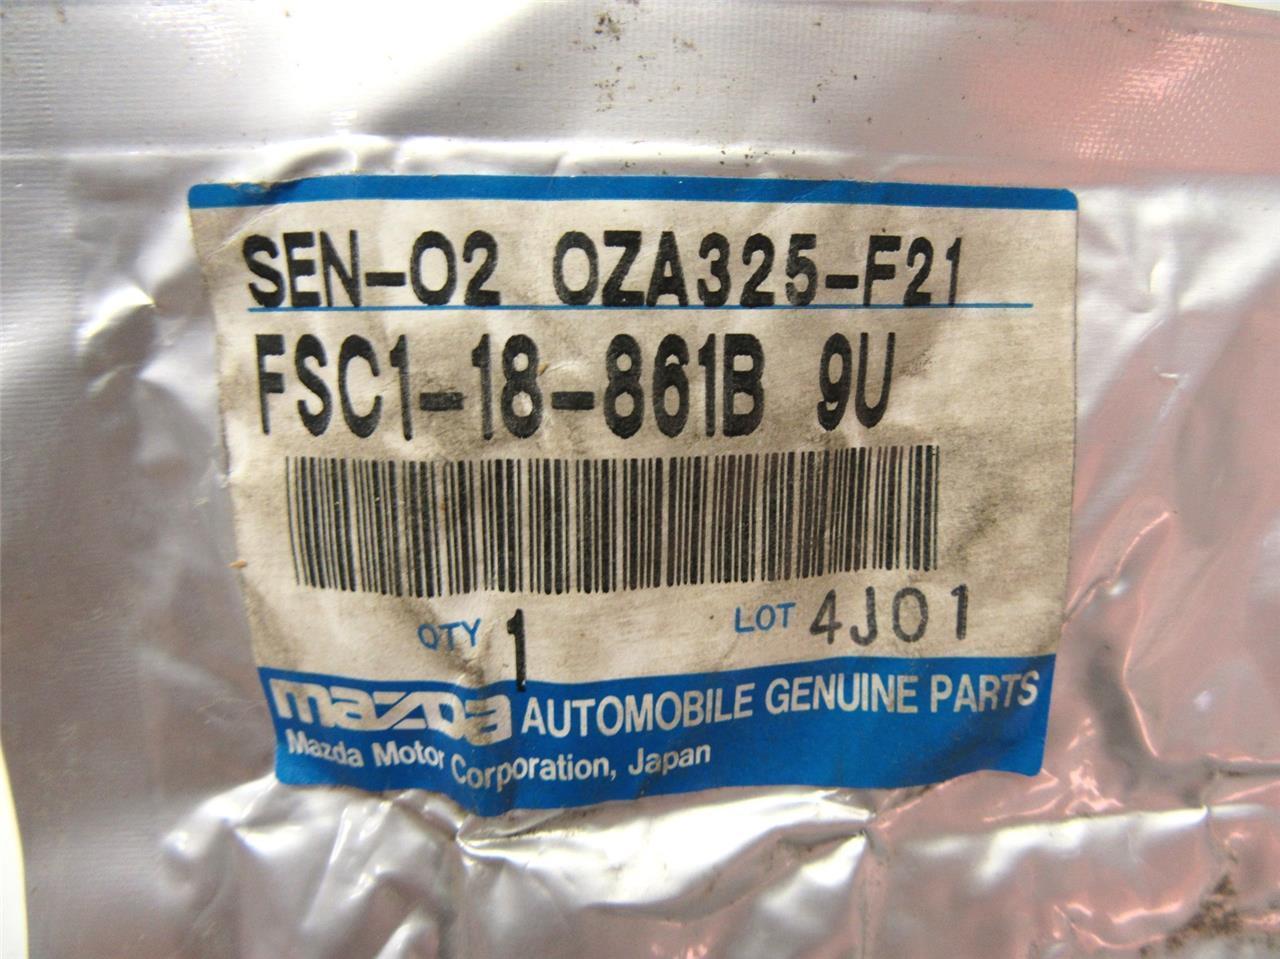 SEN-O2 OZA325-F21
FSC1-18-861B 9U
QTY 1 LOT 4J01
mazda AUTOMOBILE GENUINE PARTS
Mazda Motor Corporation, Japan